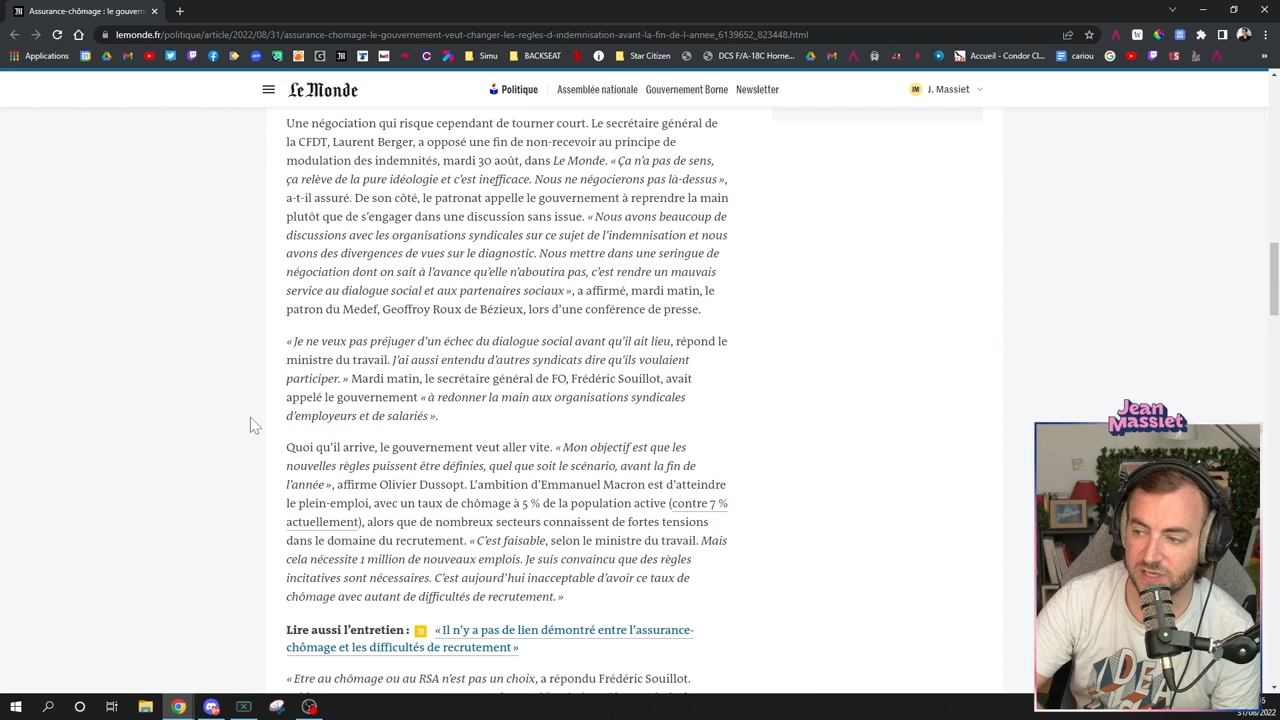 Assurance-chômage : le gouvern
lemonde.fr/politique/article/2022/08/31/assurance-chomage-le-gouvernement-veut-changer-les-regles-d-indemnisation-avant-la-fin-de-l-annee_6139652_823448.html
Applications
Simu
BACKSEAT
Star Citizen
DCS F/A-18C Horne...
Accueil - Condor Cl...
cariou
Le Monde
Politique
Assemblée nationale
Gouvernement Borne
Newsletter
JM
J. Massiet
Une négociation qui risque cependant de tourner court. Le secrétaire général de
la CFDT, Laurent Berger, a opposé une fin de non-recevoir au principe de
modulation des indemnités, mardi 30 août, dans Le Monde. « Ça n'a pas de sens,
ça relève de la pure idéologie et c'est inefficace. Nous ne négocierons pas là-dessus »,
a-t-il assuré. De son côté, le patronat appelle le gouvernement à reprendre la main
plutôt que de s'engager dans une discussion sans issue. « Nous avons beaucoup de
discussions avec les organisations syndicales sur ce sujet de l'indemnisation et nous
avons des divergences de vues sur le diagnostic. Nous mettre dans une seringue de
négociation dont on sait à l'avance qu'elle n'aboutira pas, c'est rendre un mauvais
service au dialogue social et aux partenaires sociaux », a affirmé, mardi matin, le
patron du Medef, Geoffroy Roux de Bézieux, lors d'une conférence de presse.
« Je ne veux pas préjuger d'un échec du dialogue social avant qu'il ait lieu, répond le
ministre du travail. J'ai aussi entendu d'autres syndicats dire qu'ils voulaient
participer. » Mardi matin, le secrétaire général de FO, Frédéric Souillot, avait
appelé le gouvernement « à redonner la main aux organisations syndicales
d'employeurs et de salariés ».
Quoi qu'il arrive, le gouvernement veut aller vite. « Mon objectif est que les
nouvelles règles puissent être définies, quel que soit le scénario, avant la fin de
l'année », affirme Olivier Dussopt. L'ambition d'Emmanuel Macron est d'atteindre
le plein-emploi, avec un taux de chômage à 5 % de la population active (contre 7 %
actuellement), alors que de nombreux secteurs connaissent de fortes tensions
dans le domaine du recrutement. « C'est faisable, selon le ministre du travail. Mais
cela nécessite 1 million de nouveaux emplois. Je suis convaincu que des règles
incitatives sont nécessaires. C'est aujourd'hui inacceptable d'avoir ce taux de
chômage avec autant de difficultés de recrutement. »
Lire aussi l'entretien : « Il n'y a pas de lien démontré entre l'assurance-
chômage et les difficultés de recrutement »
« Etre au chômage ou au RSA n'est pas un choix, a répondu Frédéric Souillot.
Jean
Massiet
31/08/2022